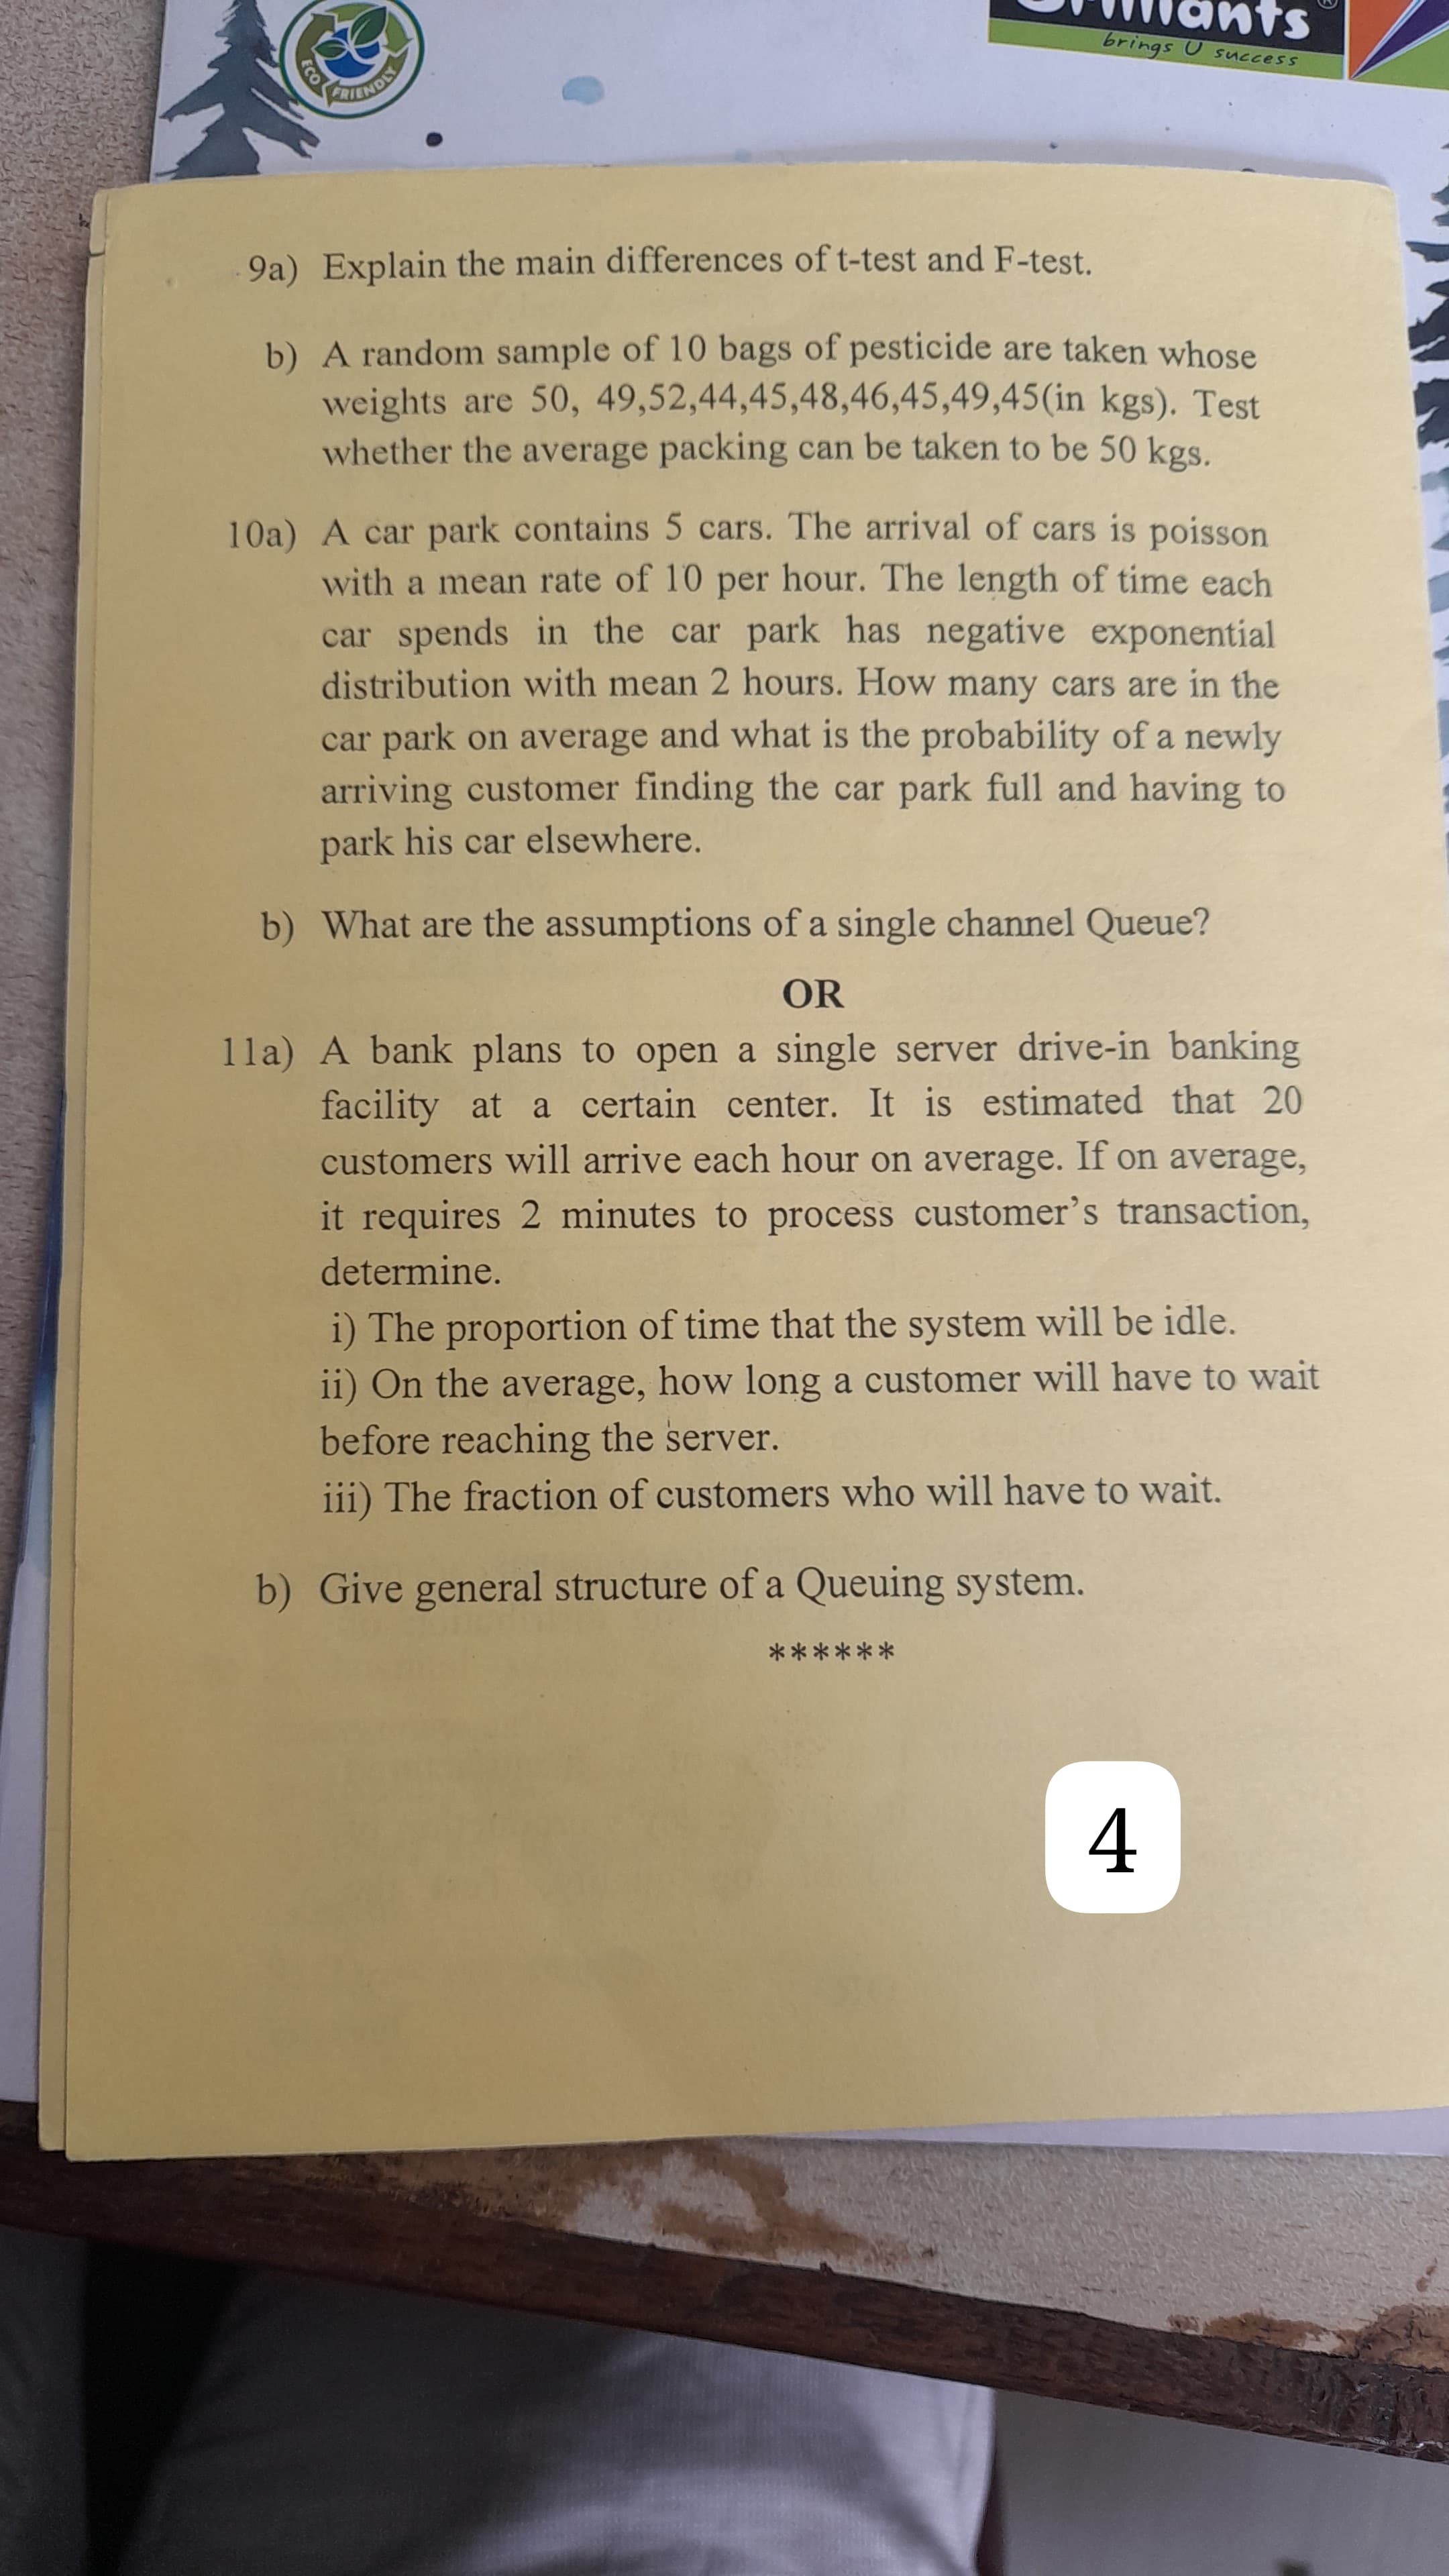 ECO FRIENDLY
brings U success
9a) Explain the main differences of t-test and F-test.
b) A random sample of 10 bags of pesticide are taken whose
weights are 50, 49,52,44,45,48,46,45,49,45(in kgs). Test
whether the average packing can be taken to be 50 kgs.
10a) A car park contains 5 cars. The arrival of cars is poisson
with a mean rate of 10 per hour. The length of time each
car spends in the car park has negative exponential
distribution with mean 2 hours. How many cars are in the
car park on average and what is the probability of a newly
arriving customer finding the car park full and having to
park his car elsewhere.
b) What are the assumptions of a single channel Queue?
OR
11a) A bank plans to open a single server drive-in banking
facility at a certain center. It is estimated that 20
customers will arrive each hour on average. If on average,
it requires 2 minutes to process customer’s transaction,
determine.
i) The proportion of time that the system will be idle.
ii) On the average, how long a customer will have to wait
before reaching the server.
iii) The fraction of customers who will have to wait.
b) Give general structure of a Queuing system.
******
4